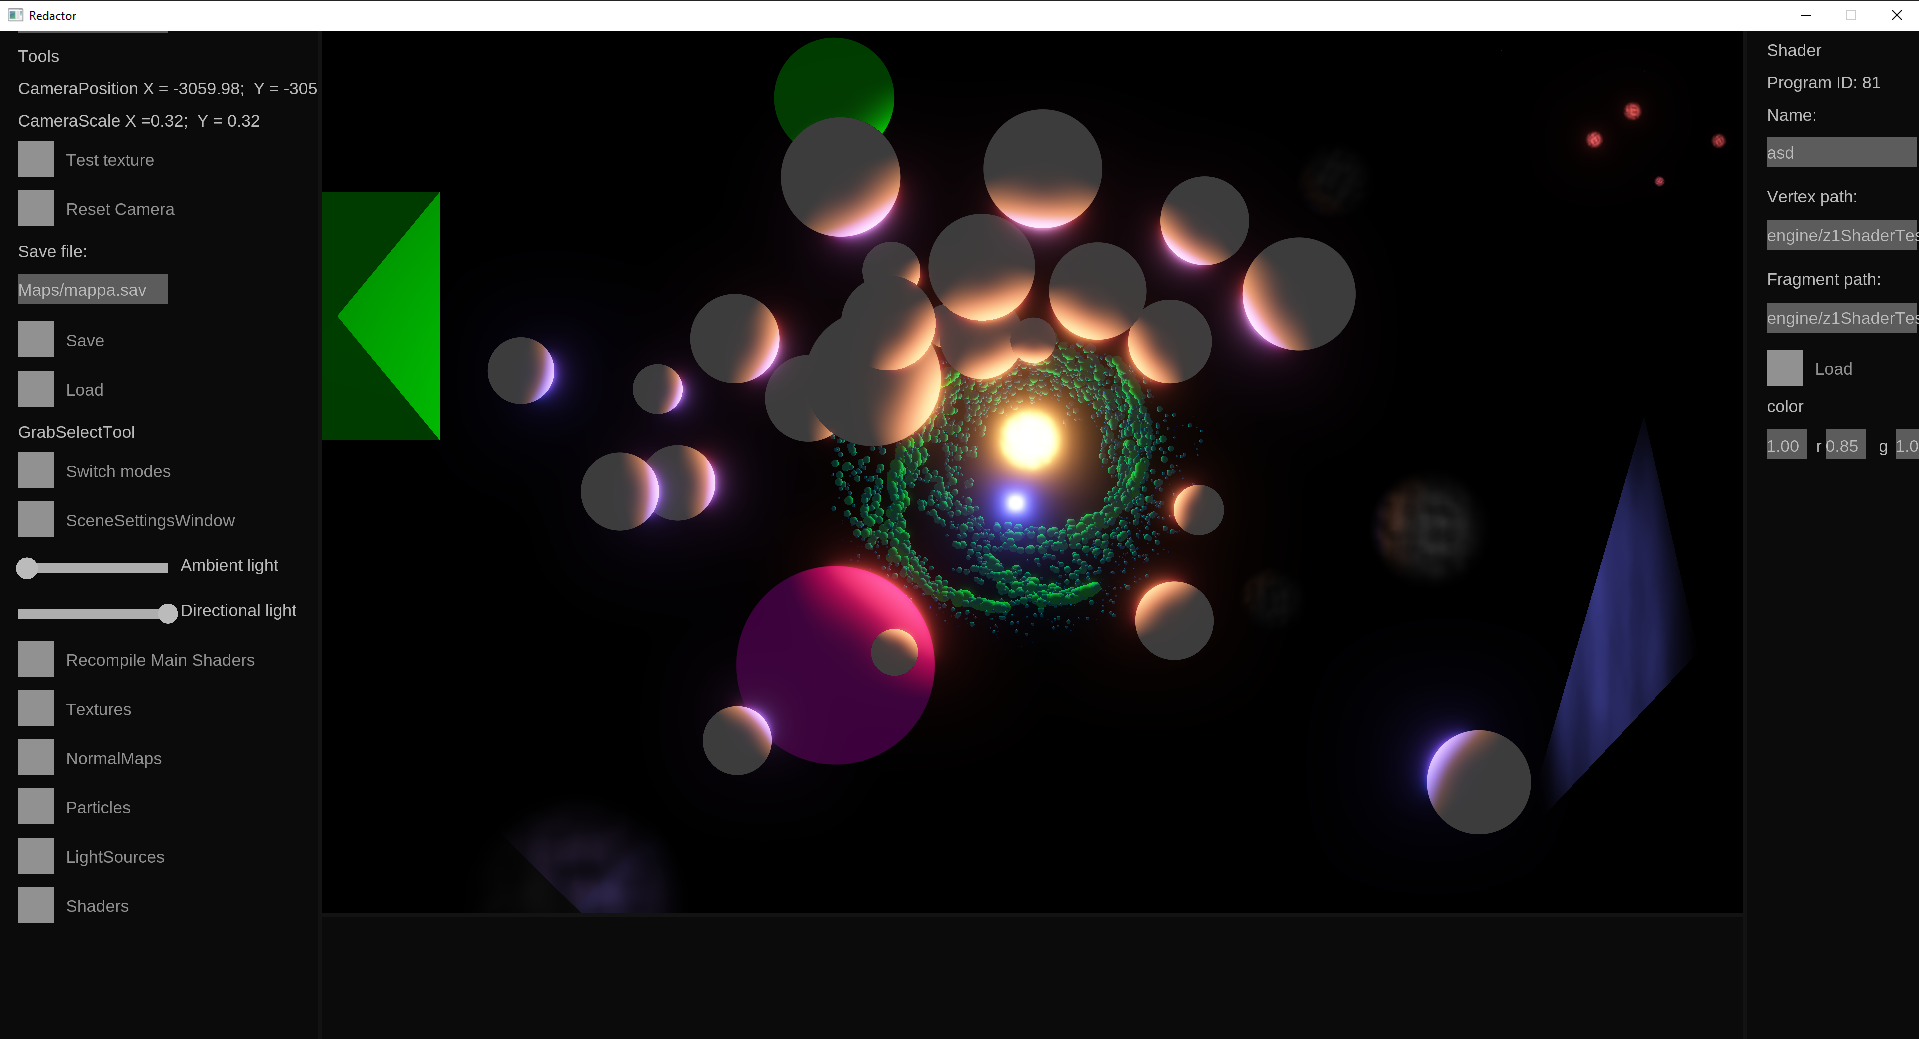 Redactor
Tools
CameraPosition X = -3059.98;  Y = -305
CameraScale X =0.32;  Y = 0.32
Test texture
Reset Camera
Save file:
Maps/mappa.sav
Save
Load
GrabSelectTool
Switch modes
SceneSettingsWindow
Ambient light
Directional light
Recompile Main Shaders
Textures
NormalMaps
Particles
LightSources
Shaders
Shader
Program ID: 81
Name:
asd
Vertex path:
engine/z1ShaderTes
Fragment path:
engine/z1ShaderTes
Load
color
1.00 r 0.85 g 1.0